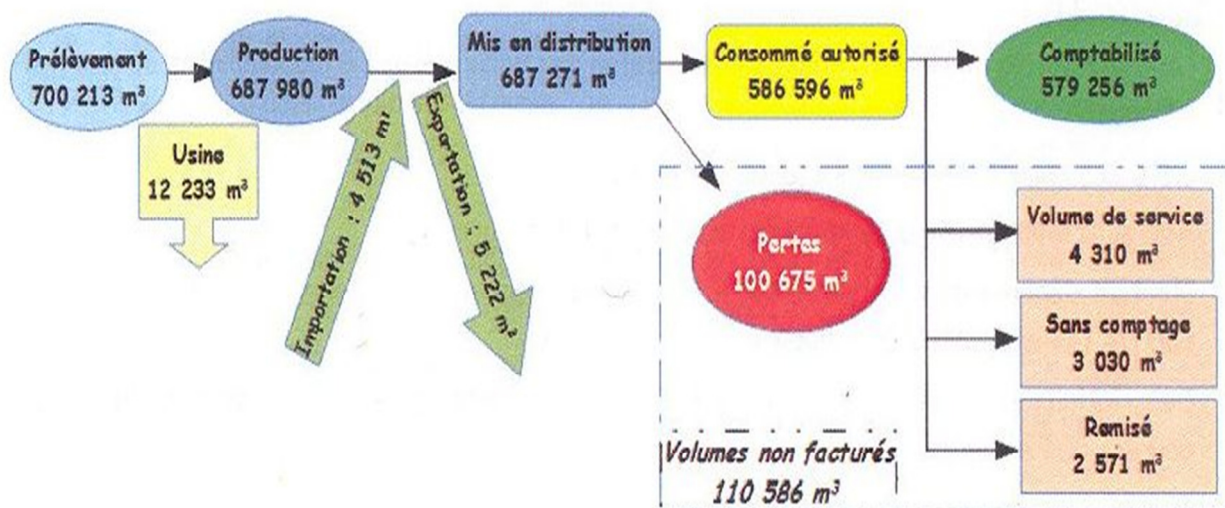 Prélèvement
700 213 m³
Production
687 980 m³
Mis en distribution
687 271 m³
Consommé autorisé
586 596 m³
Comptabilisé
579 256 m³
Usine
12 233 m³
Importation : 4 513 m³
Exportation : 5 222 m³
Pertes
100 675 m³
Volume de service
4 310 m³
Sans comptage
3 030 m³
Remisé
2 571 m³
Volumes non facturés
110 586 m³